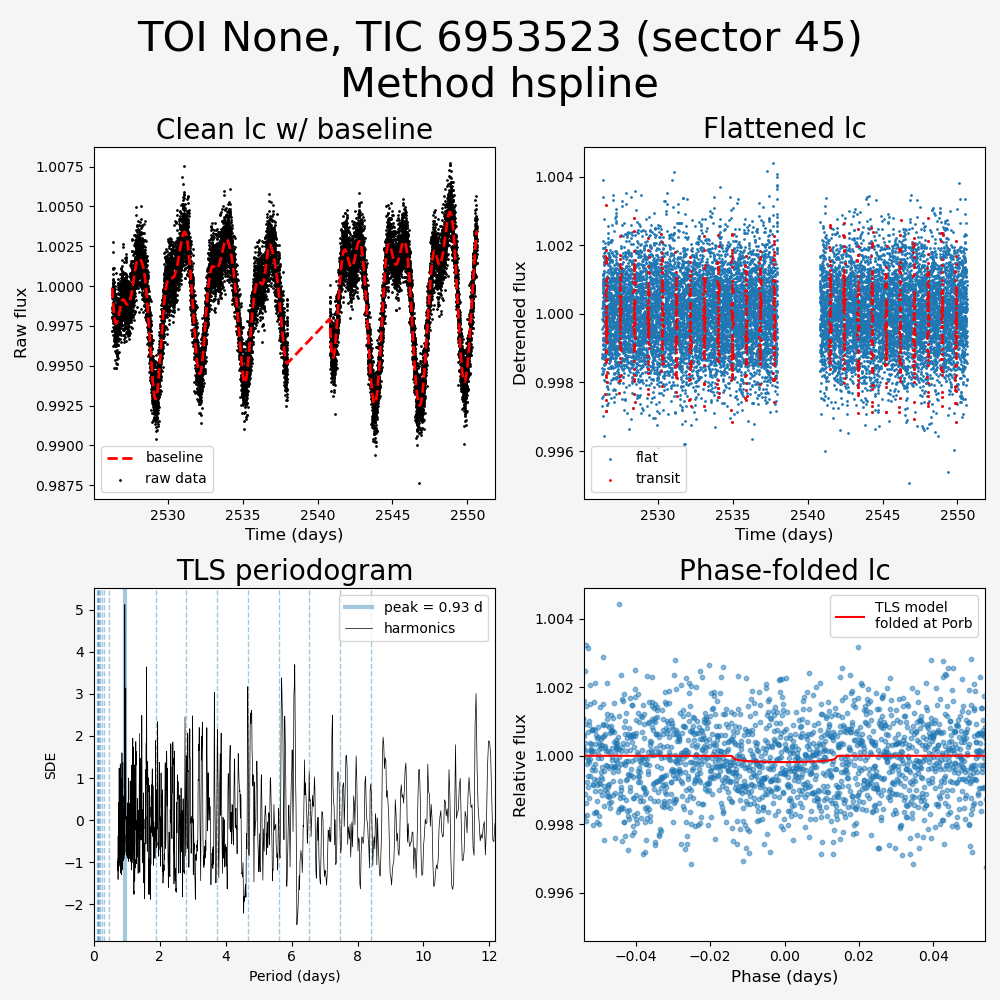 TOI None, TIC 6953523 (sector 45)
Method hspline
Clean lc w/ baseline
Raw flux
1.0075
1.0050
1.0025
1.0000
0.9975
0.9950
0.9925
0.9900
0.9875
baseline
raw data
2530
2535
2540
2545
2550
Time (days)
Flattened lc
Detrended flux
1.004
1.002
1.000
0.998
0.996
flat
transit
2530
2535
2540
2545
2550
Time (days)
TLS periodogram
SDE
5
4
3
2
1
0
−1
−2
peak = 0.93 d
harmonics
0
2
4
6
8
10
12
Period (days)
Phase-folded lc
Relative flux
1.004
1.002
1.000
0.998
0.996
TLS model
folded at Porb
−0.04
−0.02
0.00
0.02
0.04
Phase (days)